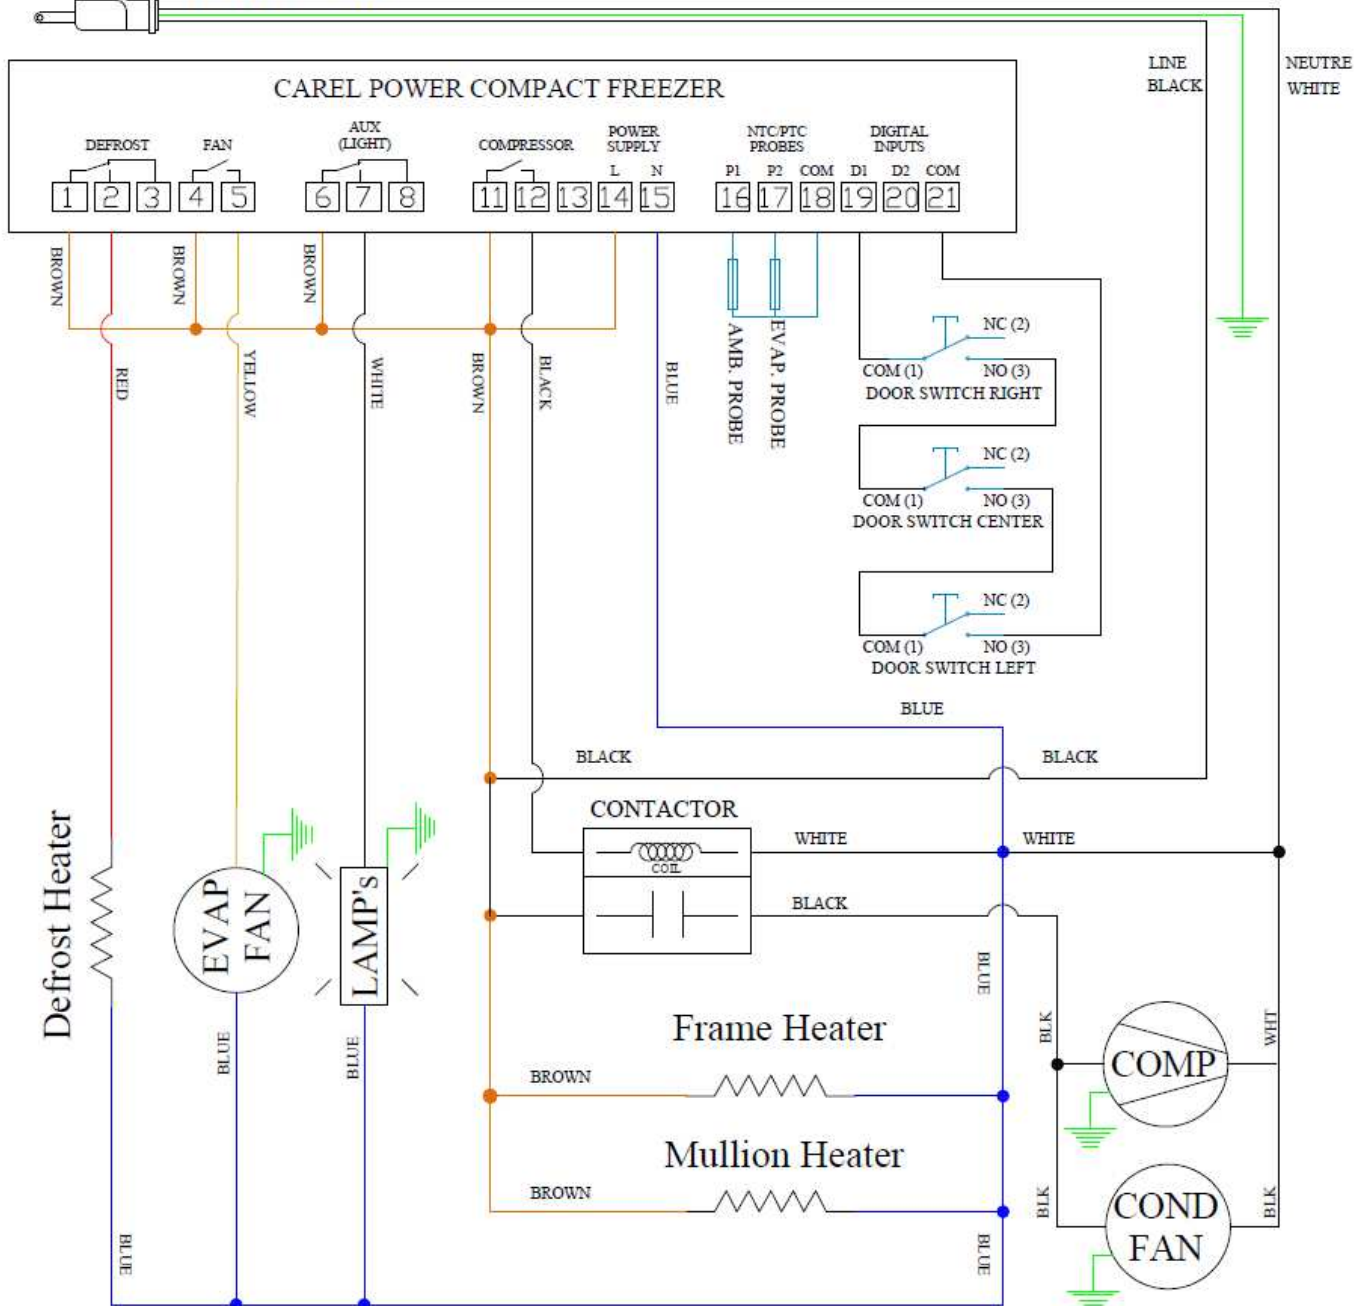 LINE
BLACK
NEUTRE
WHITE
CAREL POWER COMPACT FREEZER
DEFROST
FAN
AUX
(LIGHT)
COMPRESSOR
POWER
SUPPLY
L N
NTC/PTC
PROBES
P1 P2 COM
DIGITAL
INPUTS
D1 D2 COM
1 2 3 4 5 6 7 8 11 12 13 14 15 16 17 18 19 20 21
BROWN
BROWN
BROWN
RED
YELLOW
WHITE
BROWN
BLACK
BLUE
AMB. PROBE
EVAP. PROBE
NC (2)
COM (1)
NO (3)
DOOR SWITCH RIGHT
NC (2)
COM (1)
NO (3)
DOOR SWITCH CENTER
NC (2)
COM (1)
NO (3)
DOOR SWITCH LEFT
BLUE
BLACK
BLACK
CONTACTOR
COIL
WHITE
WHITE
BLACK
Defrost Heater
EVAP
FAN
LAMP's
BLUE
BLUE
BLUE
BLUE
Frame Heater
BROWN
Mullion Heater
BROWN
BLUE
BLK
COMP
WHT
BLK
COND
FAN
BLK